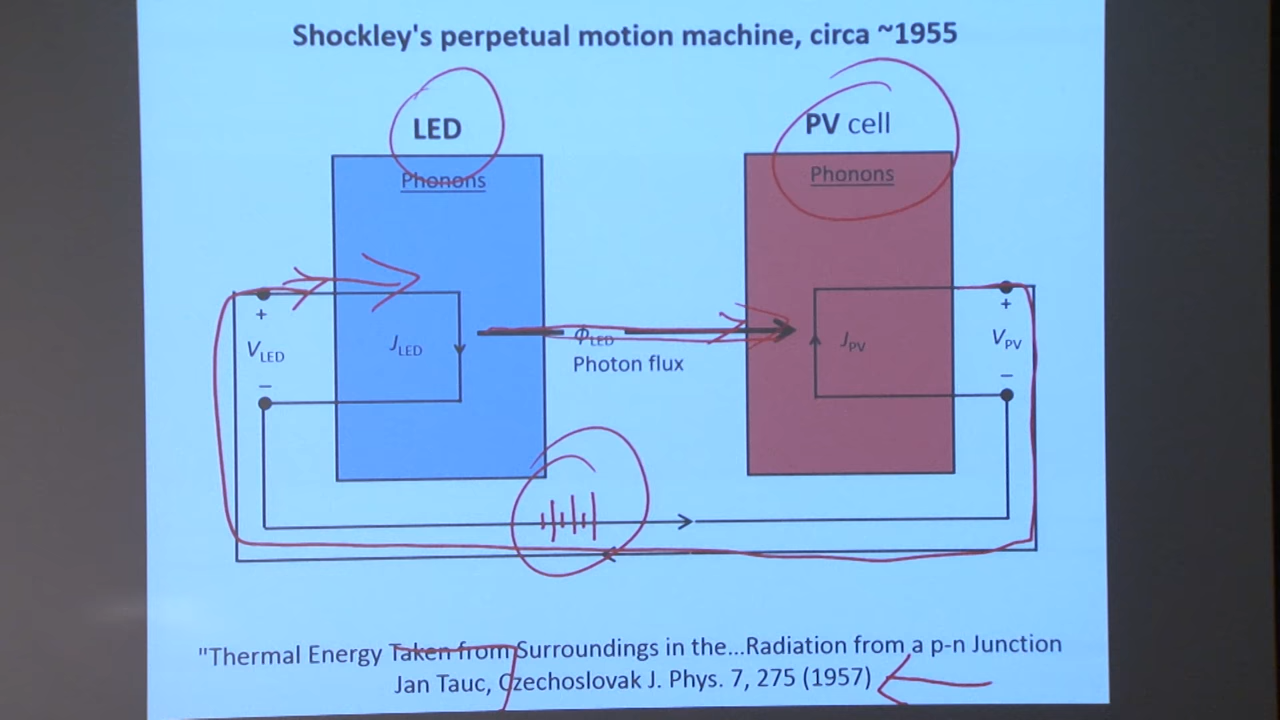 Shockley's perpetual motion machine, circa ~1955
LED
PV cell
Phonons
Phonons
+
V_LED
−
J_LED
Φ_LED
Photon flux
J_PV
+
V_PV
−
"Thermal Energy Taken from Surroundings in the...Radiation from a p-n Junction
Jan Tauc, Czechoslovak J. Phys. 7, 275 (1957)